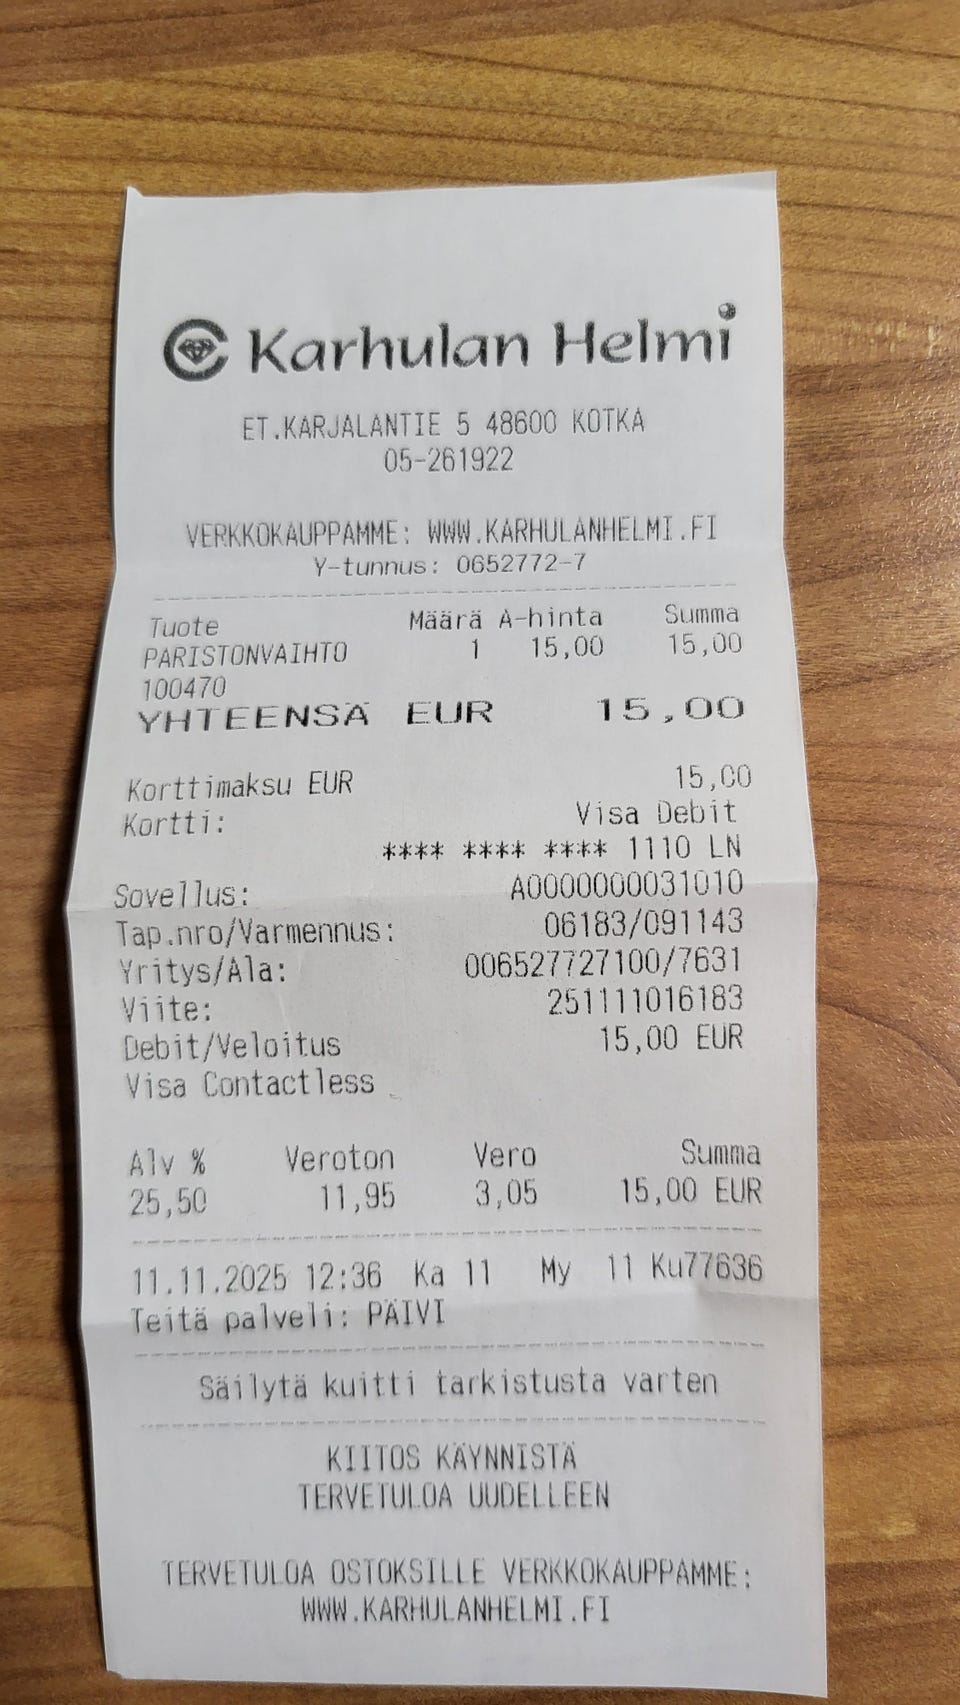 Karhulan Helmi
ET.KARJALANTIE 5 48600 KOTKA
05-261922
VERKKOKAUPPAMME: WWW.KARHULANHELMI.FI
Y-tunnus: 0652772-7
Tuote Määrä A-hinta Summa
PARISTONVAIHTO 1 15,00 15,00
100470
YHTEENSÄ EUR 15,00
Korttimaksu EUR 15,00
Kortti: Visa Debit
**** **** **** 1110 LN
Sovellus: A0000000031010
Tap.nro/Varmennus: 06183/091143
Yritys/Ala: 006527727100/7631
Viite: 251111016183
Debit/Veloitus 15,00 EUR
Visa Contactless
Alv % Veroton Vero Summa
25,50 11,95 3,05 15,00 EUR
11.11.2025 12:36 Ka 11 My 11 Ku77636
Teitä palveli: PÄIVI
Säilytä kuitti tarkistusta varten
KIITOS KÄYNNISTÄ
TERVETULOA UUDELLEEN
TERVETULOA OSTOKSILLE VERKKOKAUPPAMME:
WWW.KARHULANHELMI.FI